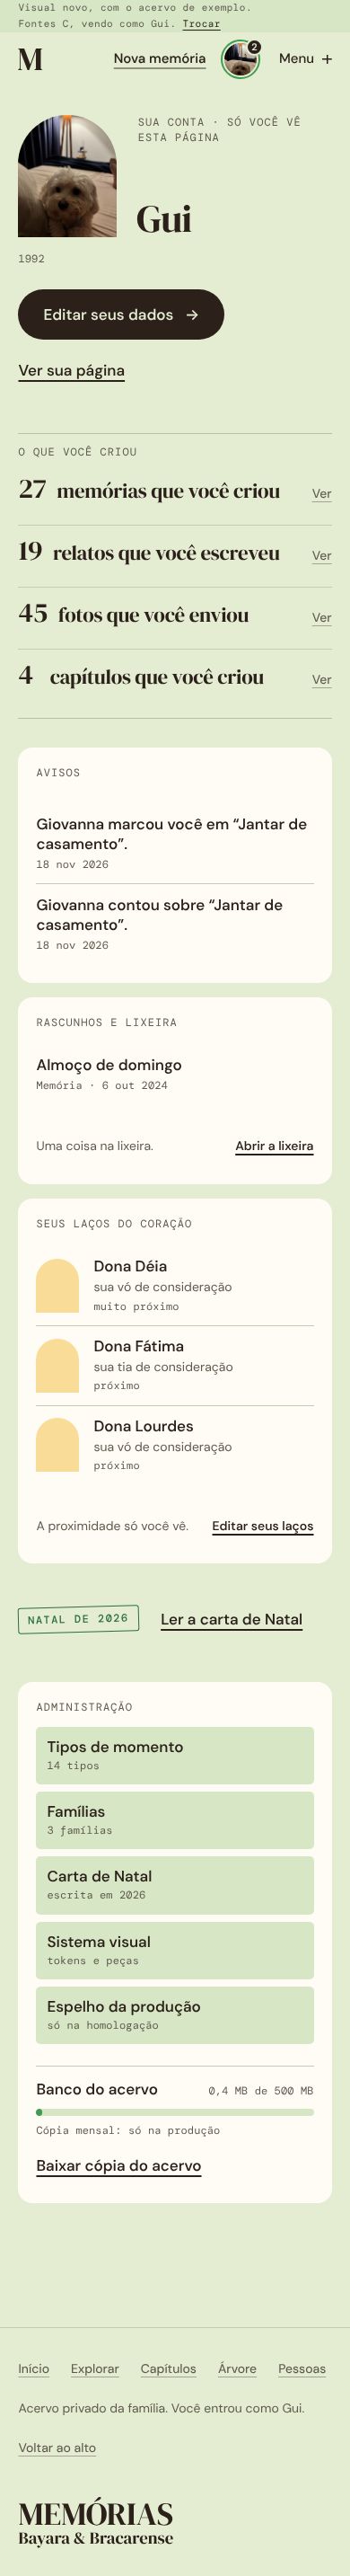 Visual novo, com o acervo de exemplo.
Fontes C, vendo como Gui. Trocar
M
Nova memória
2
Menu +
SUA CONTA · SÓ VOCÊ VÊ
ESTA PÁGINA
Gui
1992
Editar seus dados →
Ver sua página
O QUE VOCÊ CRIOU
27 memórias que você criou Ver
19 relatos que você escreveu Ver
45 fotos que você enviou Ver
4 capítulos que você criou Ver
AVISOS
Giovanna marcou você em “Jantar de
casamento”.
18 nov 2026
Giovanna contou sobre “Jantar de
casamento”.
18 nov 2026
RASCUNHOS E LIXEIRA
Almoço de domingo
Memória · 6 out 2024
Uma coisa na lixeira. Abrir a lixeira
SEUS LAÇOS DO CORAÇÃO
Dona Déia
sua vó de consideração
muito próximo
Dona Fátima
sua tia de consideração
próximo
Dona Lourdes
sua vó de consideração
próximo
A proximidade só você vê. Editar seus laços
NATAL DE 2026 Ler a carta de Natal
ADMINISTRAÇÃO
Tipos de momento
14 tipos
Famílias
3 famílias
Carta de Natal
escrita em 2026
Sistema visual
tokens e peças
Espelho da produção
só na homologação
Banco do acervo 0,4 MB de 500 MB
Cópia mensal: só na produção
Baixar cópia do acervo
Início Explorar Capítulos Árvore Pessoas
Acervo privado da família. Você entrou como Gui.
Voltar ao alto
MEMÓRIAS
Bayara & Bracarense